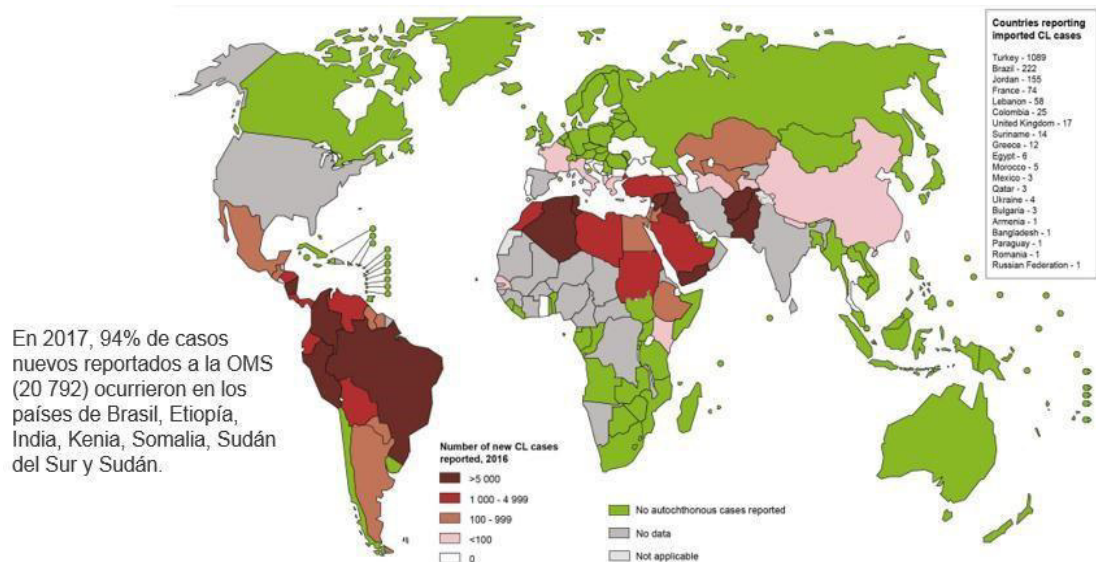 Countries reporting
imported CL cases
Turkey - 1089
Brazil - 222
Jordan - 155
France - 74
Lebanon - 58
Colombia - 25
United Kingdom - 17
Suriname - 14
Greece - 12
Egypt - 6
Morocco - 5
Mexico - 3
Qatar - 3
Ukraine - 4
Bulgaria - 3
Armenia - 1
Bangladesh - 1
Paraguay - 1
Romania - 1
Russian Federation - 1
En 2017, 94% de casos
nuevos reportados a la OMS
(20 792) ocurrieron en los
países de Brasil, Etiopía,
India, Kenia, Somalia, Sudán
del Sur y Sudán.
Number of new CL cases
reported, 2016
>5 000
1 000 - 4 999
100 - 999
<100
0
No autochthonous cases reported
No data
Not applicable